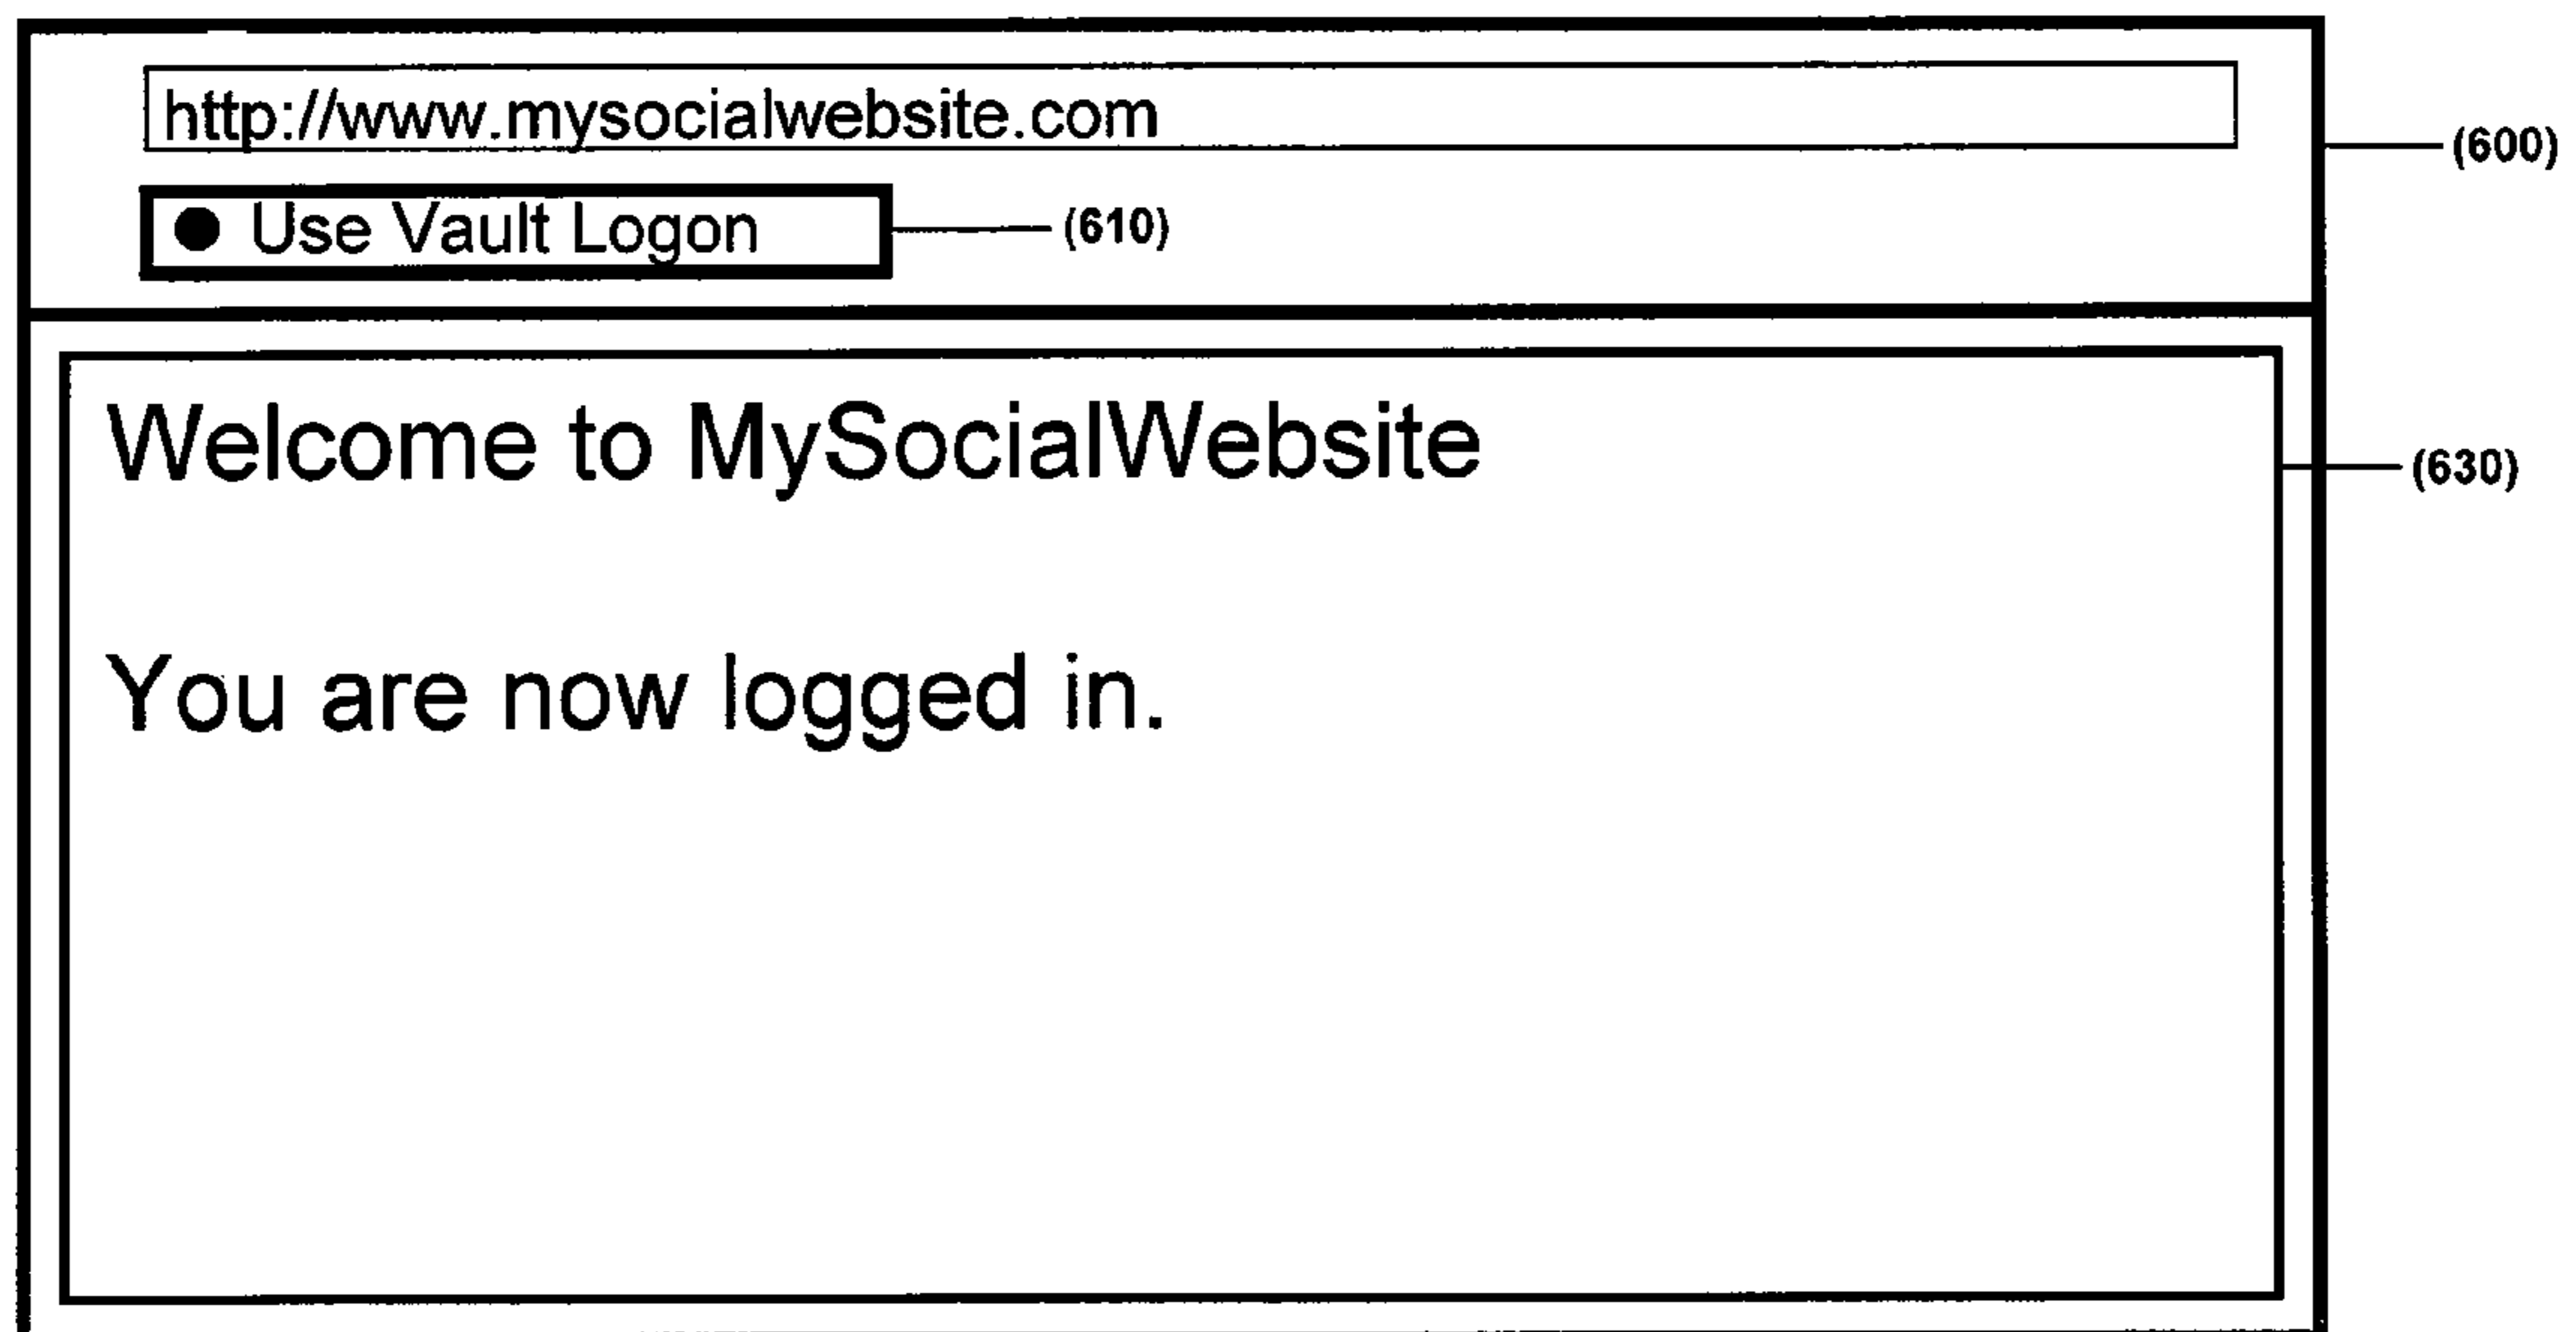 http://www.mysocialwebsite.com
(600)
● Use Vault Logon
(610)
Welcome to MySocialWebsite
(630)
You are now logged in.